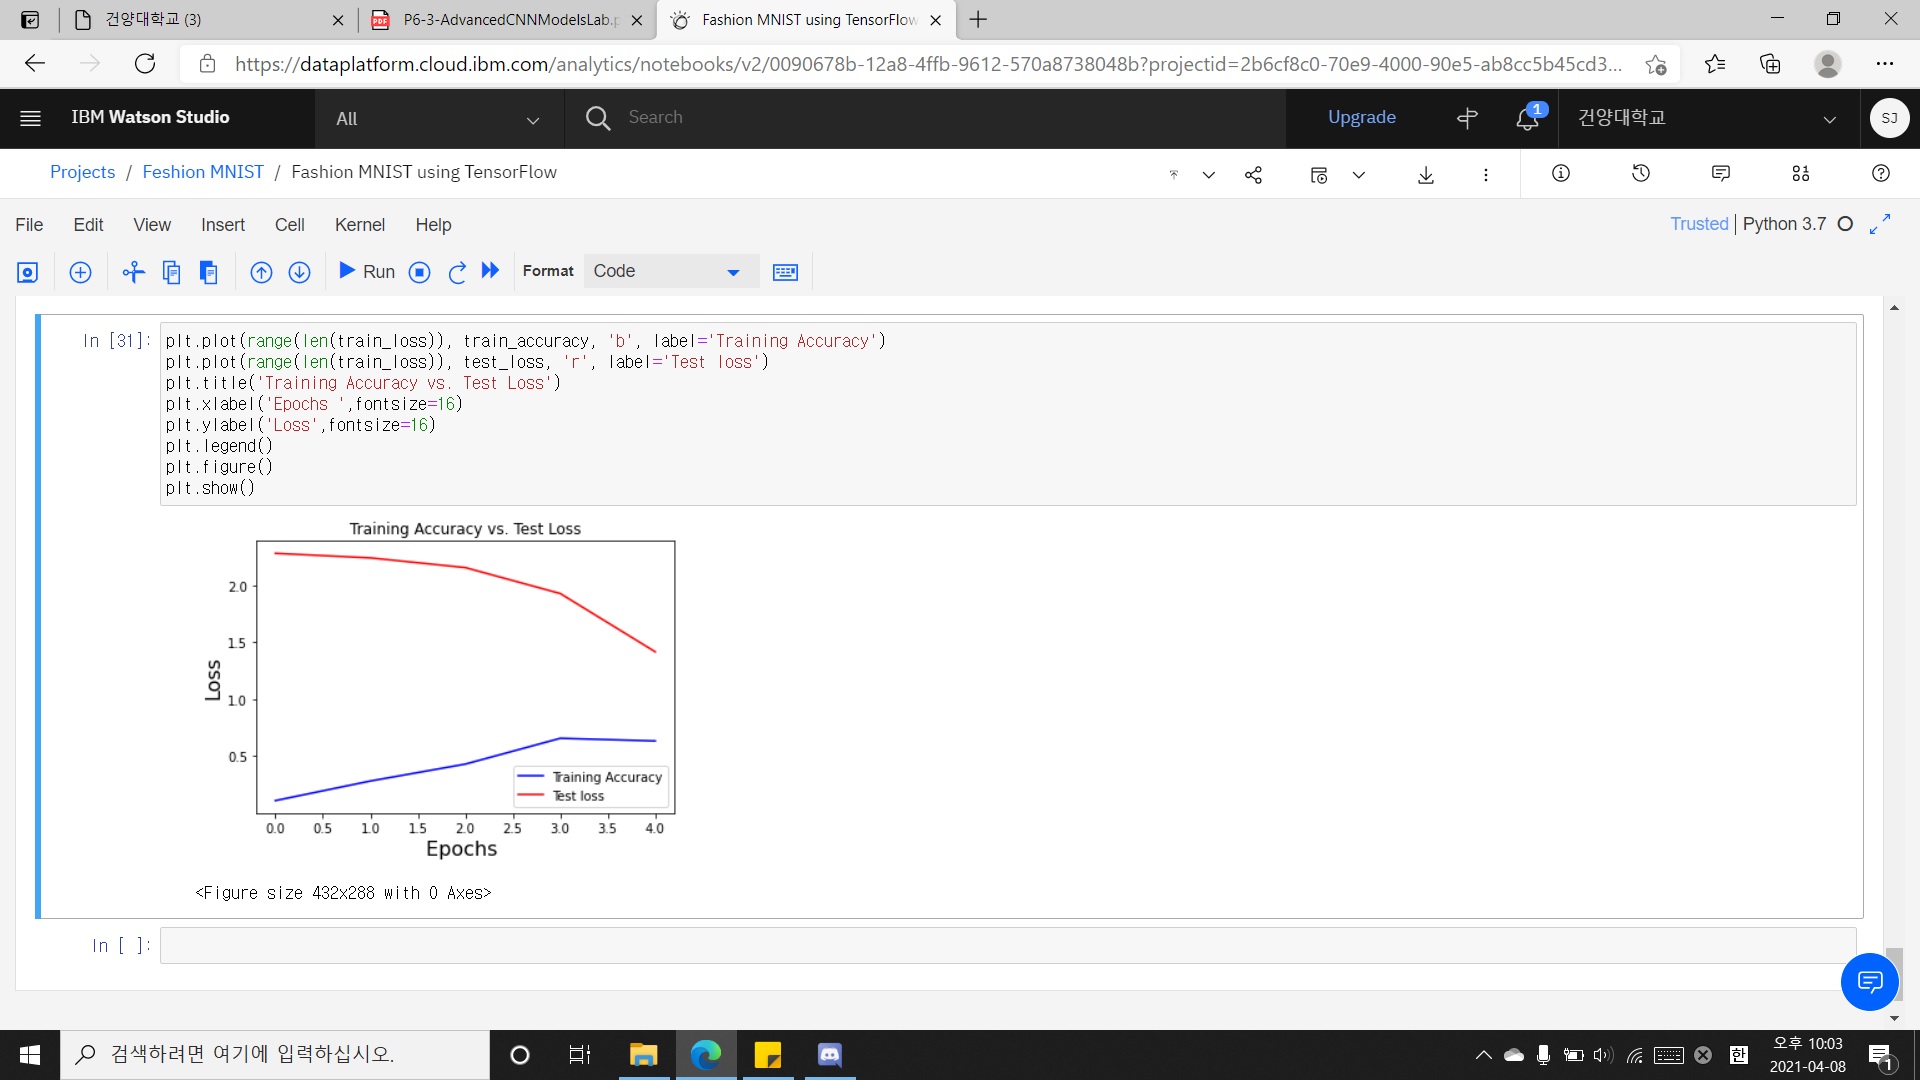 건양대학교 (3)
P6-3-AdvancedCNNModelsLab.p
Fashion MNIST using TensorFlow
https://dataplatform.cloud.ibm.com/analytics/notebooks/v2/0090678b-12a8-4ffb-9612-570a8738048b?projectid=2b6cf8c0-70e9-4000-90e5-ab8cc5b45cd3...
IBM Watson Studio
All
Search
Upgrade
1
건양대학교
SJ
Projects / Feshion MNIST / Fashion MNIST using TensorFlow
File Edit View Insert Cell Kernel Help
Trusted | Python 3.7
Run
Format
Code
In [31]:
plt.plot(range(len(train_loss)), train_accuracy, 'b', label='Training Accuracy')
plt.plot(range(len(train_loss)), test_loss, 'r', label='Test loss')
plt.title('Training Accuracy vs. Test Loss')
plt.xlabel('Epochs ',fontsize=16)
plt.ylabel('Loss',fontsize=16)
plt.legend()
plt.figure()
plt.show()
Training Accuracy vs. Test Loss
2.0
1.5
1.0
0.5
Loss
Training Accuracy
Test loss
0.0 0.5 1.0 1.5 2.0 2.5 3.0 3.5 4.0
Epochs
<Figure size 432x288 with 0 Axes>
In [ ]:
검색하려면 여기에 입력하십시오.
한
오후 10:03
2021-04-08
1